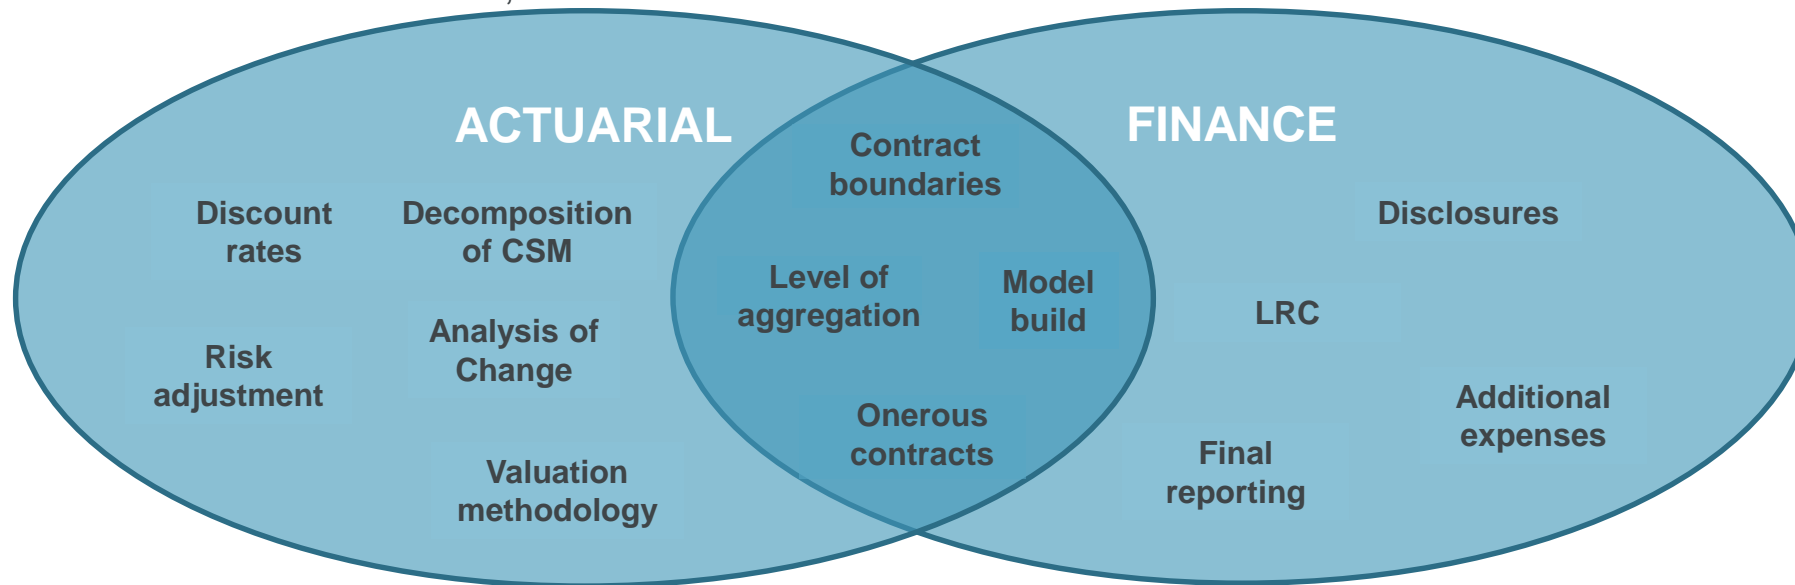 ACTUARIAL
Discount
rates
Decomposition
of CSM
Risk
adjustment
Analysis of
Change
Valuation
methodology
Contract
boundaries
Level of
aggregation
Model
build
Onerous
contracts
FINANCE
Disclosures
LRC
Additional
expenses
Final
reporting